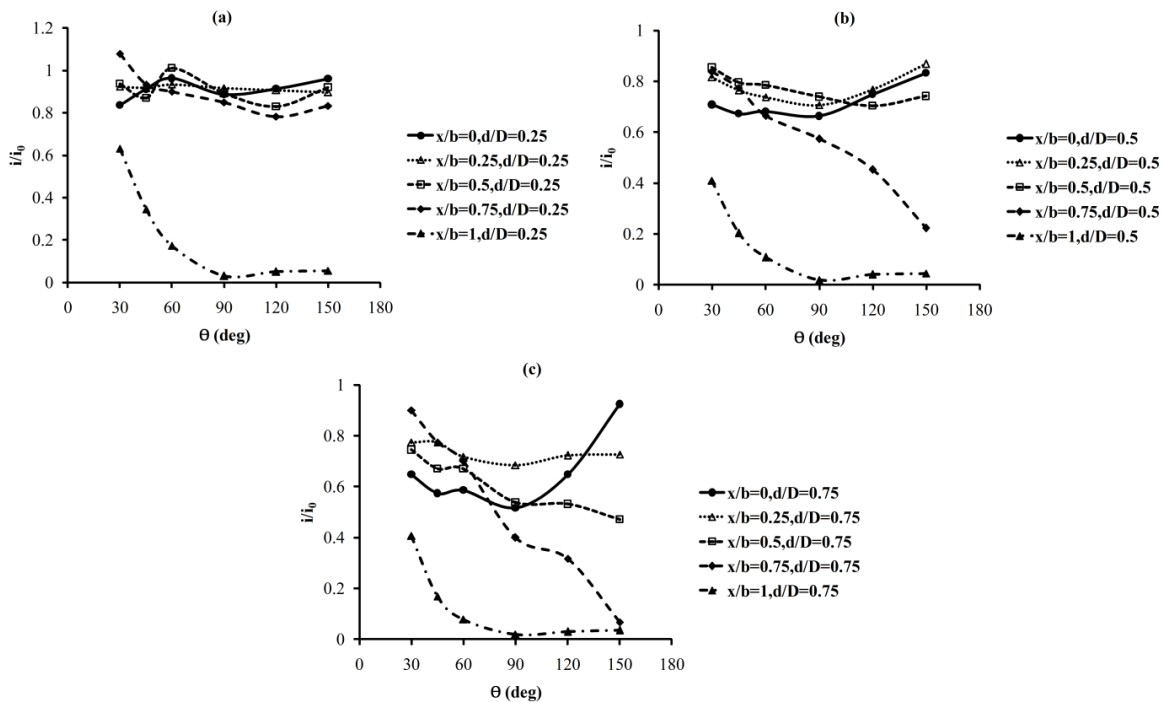 (a)
1.2
1
0.8
0.6
0.4
0.2
0
i/i0
0 30 60 90 120 150 180
Ɵ (deg)
x/b=0,d/D=0.25
x/b=0.25,d/D=0.25
x/b=0.5,d/D=0.25
x/b=0.75,d/D=0.25
x/b=1,d/D=0.25
(b)
1
0.8
0.6
0.4
0.2
0
i/i0
0 30 60 90 120 150 180
Ɵ (deg)
x/b=0,d/D=0.5
x/b=0.25,d/D=0.5
x/b=0.5,d/D=0.5
x/b=0.75,d/D=0.5
x/b=1,d/D=0.5
(c)
1
0.8
0.6
0.4
0.2
0
i/i0
0 30 60 90 120 150 180
Ɵ (deg)
x/b=0,d/D=0.75
x/b=0.25,d/D=0.75
x/b=0.5,d/D=0.75
x/b=0.75,d/D=0.75
x/b=1,d/D=0.75